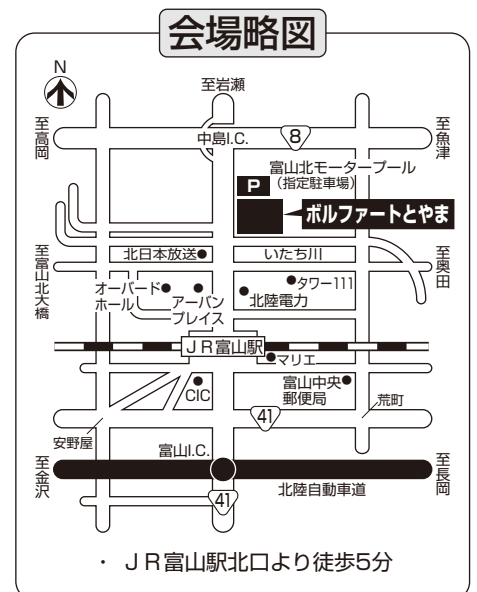 会場略図
N
至岩瀬
至高岡
中島I.C.
8
至魚津
富山北モータープール
P
(指定駐車場)
ボルファートとやま
至富山北大橋
北日本放送
いたち川
至奥田
オーバード
ホール
アーバン
プレイス
北陸電力
タワー111
JR富山駅
マリエ
CIC
富山中央
郵便局
41
荒町
安野屋
富山I.C.
至金沢
至長岡
41
北陸自動車道
・ JR富山駅北口より徒歩5分